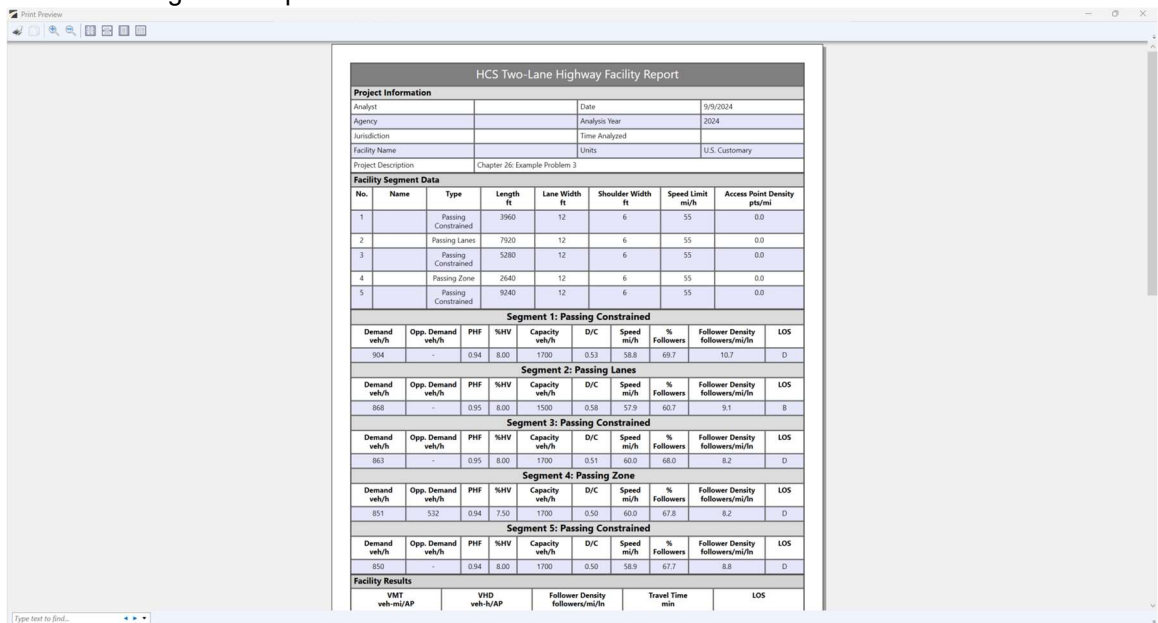 Print Preview
HCS Two-Lane Highway Facility Report
Project Information
Analyst Date 9/9/2024
Agency Analysis Year 2024
Jurisdiction Time Analyzed
Facility Name Units U.S. Customary
Project Description Chapter 26: Example Problem 3
Facility Segment Data
No. Name Type Length Lane Width Shoulder Width Speed Limit Access Point Density
ft ft ft mi/h pts/mi
1 Passing 3960 12 6 55 0.0
Constrained
2 Passing Lanes 7920 12 6 55 0.0
3 Passing 5280 12 6 55 0.0
Constrained
4 Passing Zone 2640 12 6 55 0.0
5 Passing 9240 12 6 55 0.0
Constrained
Segment 1: Passing Constrained
Demand Opp. Demand PHF %HV Capacity D/C Speed % Follower Density LOS
veh/h veh/h veh/h mi/h Followers followers/mi/ln
904 - 0.94 8.00 1700 0.53 58.8 69.7 10.7 D
Segment 2: Passing Lanes
Demand Opp. Demand PHF %HV Capacity D/C Speed % Follower Density LOS
veh/h veh/h veh/h mi/h Followers followers/mi/ln
868 - 0.95 8.00 1500 0.58 57.9 60.7 9.1 B
Segment 3: Passing Constrained
Demand Opp. Demand PHF %HV Capacity D/C Speed % Follower Density LOS
veh/h veh/h veh/h mi/h Followers followers/mi/ln
863 - 0.95 8.00 1700 0.51 60.0 68.0 8.2 D
Segment 4: Passing Zone
Demand Opp. Demand PHF %HV Capacity D/C Speed % Follower Density LOS
veh/h veh/h veh/h mi/h Followers followers/mi/ln
851 532 0.94 7.50 1700 0.50 60.0 67.8 8.2 D
Segment 5: Passing Constrained
Demand Opp. Demand PHF %HV Capacity D/C Speed % Follower Density LOS
veh/h veh/h veh/h mi/h Followers followers/mi/ln
850 - 0.94 8.00 1700 0.50 58.9 67.7 8.8 D
Facility Results
VMT VHD Follower Density Travel Time LOS
veh-mi/AP veh-h/AP followers/mi/ln min
Type text to find...